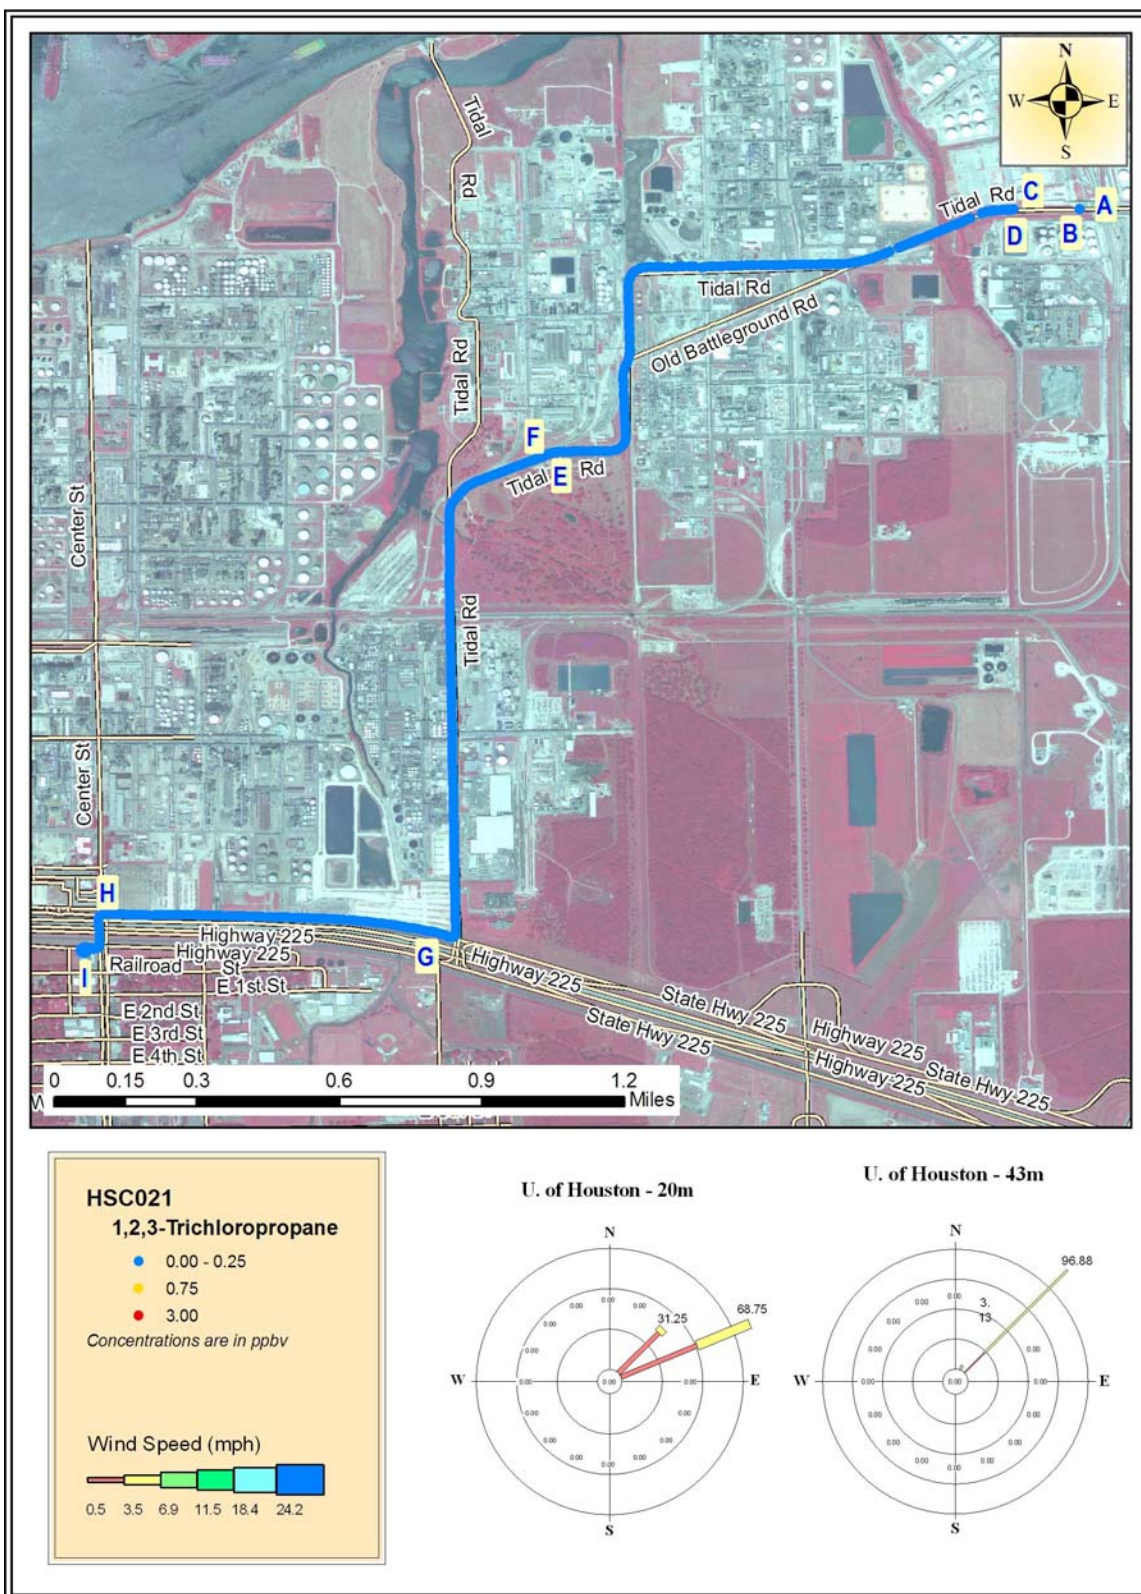 N
W E
S
Tidal
Rd
Tidal Rd
C
A
D
B
Tidal Rd
Old Battleground Rd
Tidal Rd
F
Tidal Rd
E
Center St
Tidal Rd
Center St
H
Highway 225
G
Highway 225
I
Railroad St
Highway 225
E 1st St
State Hwy 225
E 2nd St
State Hwy 225
Highway 225
E 3rd St
Highway 225
State Hwy 225
E 4th St
0 0.15 0.3 0.6 0.9 1.2
Miles
HSC021
1,2,3-Trichloropropane
0.00 - 0.25
0.75
3.00
Concentrations are in ppbv
Wind Speed (mph)
0.5 3.5 6.9 11.5 18.4 24.2
U. of Houston - 20m
N
31.25
68.75
0.00
W E
S
U. of Houston - 43m
N
96.88
3.
13
0.00
W E
S